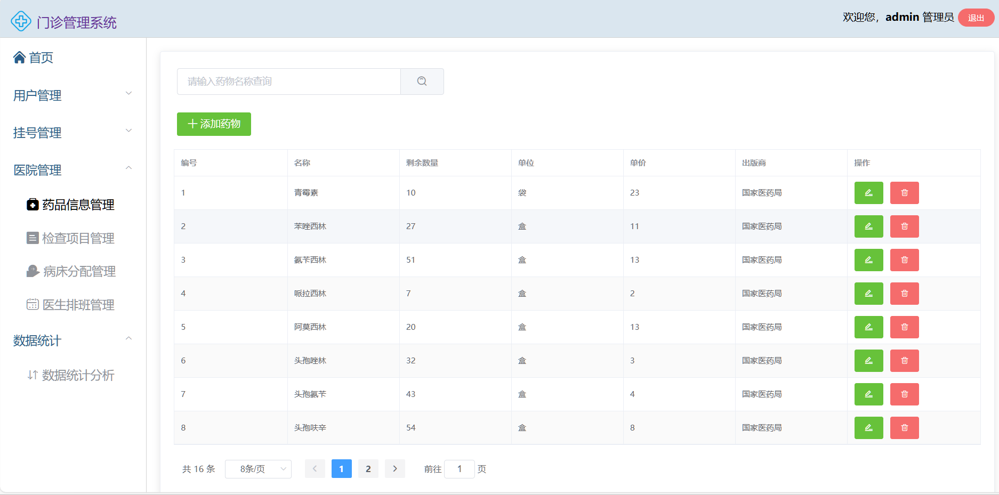 门诊管理系统
欢迎您，admin 管理员 退出
首页
用户管理
挂号管理
医院管理
药品信息管理
检查项目管理
病床分配管理
医生排班管理
数据统计
数据统计分析
请输入药物名称查询
添加药物
编号 名称 剩余数量 单位 单价 出版商 操作
1 青霉素 10 袋 23 国家医药局
2 苯唑西林 27 盒 11 国家医药局
3 氨苄西林 51 盒 13 国家医药局
4 哌拉西林 7 盒 2 国家医药局
5 阿莫西林 20 盒 13 国家医药局
6 头孢唑林 32 盒 3 国家医药局
7 头孢氨苄 43 盒 4 国家医药局
8 头孢呋辛 54 盒 8 国家医药局
共 16 条 8条/页 1 2 前往 1 页